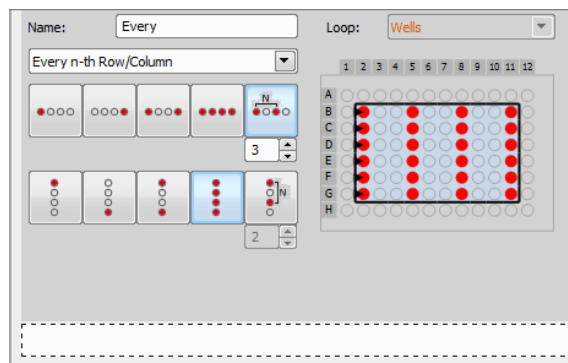 Name: Every
Loop: Wells
Every n-th Row/Column
1 2 3 4 5 6 7 8 9 10 11 12
A
B
C
D
E
F
G
H
N
3
N
2